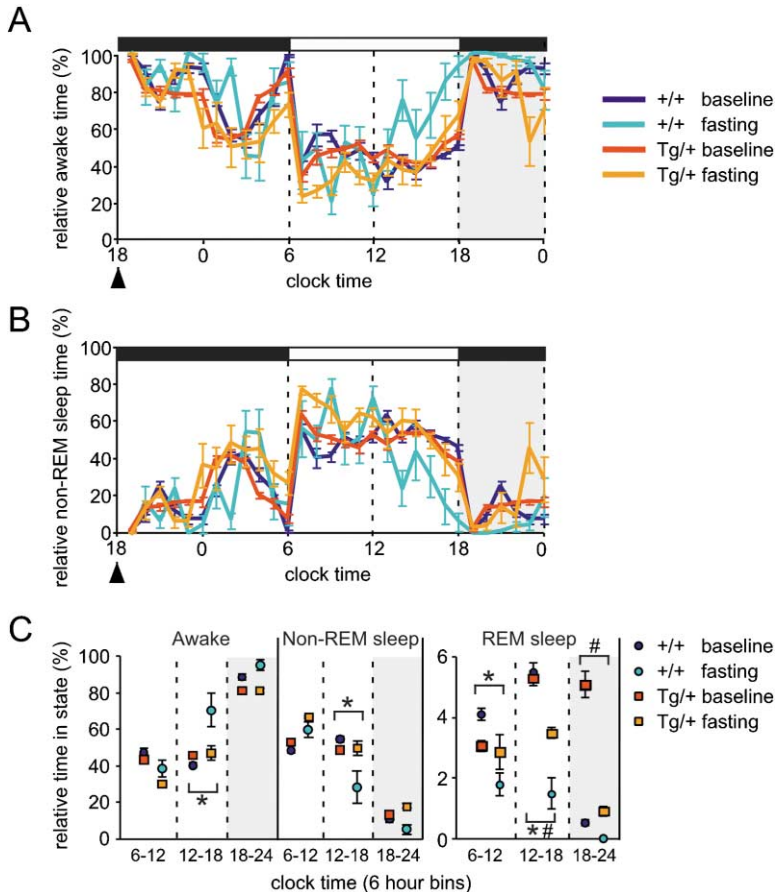 A
relative awake time (%)
100
80
60
40
20
0
18 0 6 12 18 0
clock time
+/+ baseline
+/+ fasting
Tg/+ baseline
Tg/+ fasting
B
relative non-REM sleep time (%)
100
80
60
40
20
0
18 0 6 12 18 0
clock time
C
relative time in state (%)
Awake Non-REM sleep REM sleep
100
80
60
40
20
0
6
4
2
0
*
*
*
* #
#
6-12 12-18 18-24 6-12 12-18 18-24 6-12 12-18 18-24
clock time (6 hour bins)
+/+ baseline
+/+ fasting
Tg/+ baseline
Tg/+ fasting